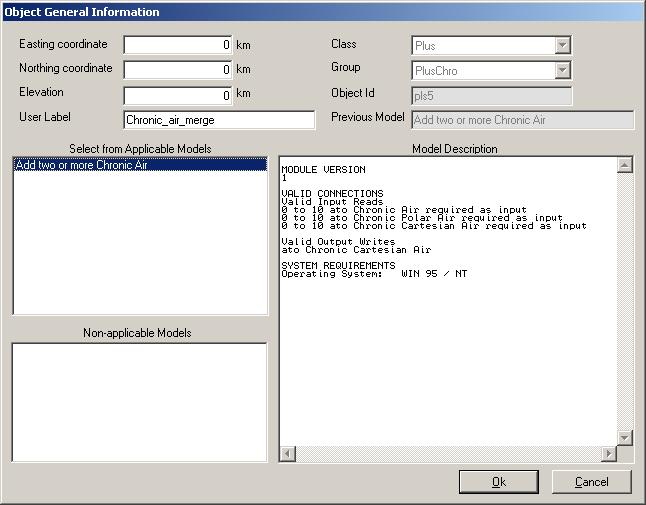 Object General Information
Easting coordinate 0 km Class Plus
Northing coordinate 0 km Group PlusChro
Elevation 0 km Object Id pls5
User Label Chronic_air_merge Previous Model Add two or more Chronic Air
Select from Applicable Models Model Description
Add two or more Chronic Air
MODULE VERSION
1
VALID CONNECTIONS
Valid Input Reads
0 to 10 ato Chronic Air required as input
0 to 10 ato Chronic Polar Air required as input
0 to 10 ato Chronic Cartesian Air required as input
Valid Output Writes
ato Chronic Cartesian Air
SYSTEM REQUIREMENTS
Operating System: WIN 95 / NT
Non-applicable Models
Ok Cancel